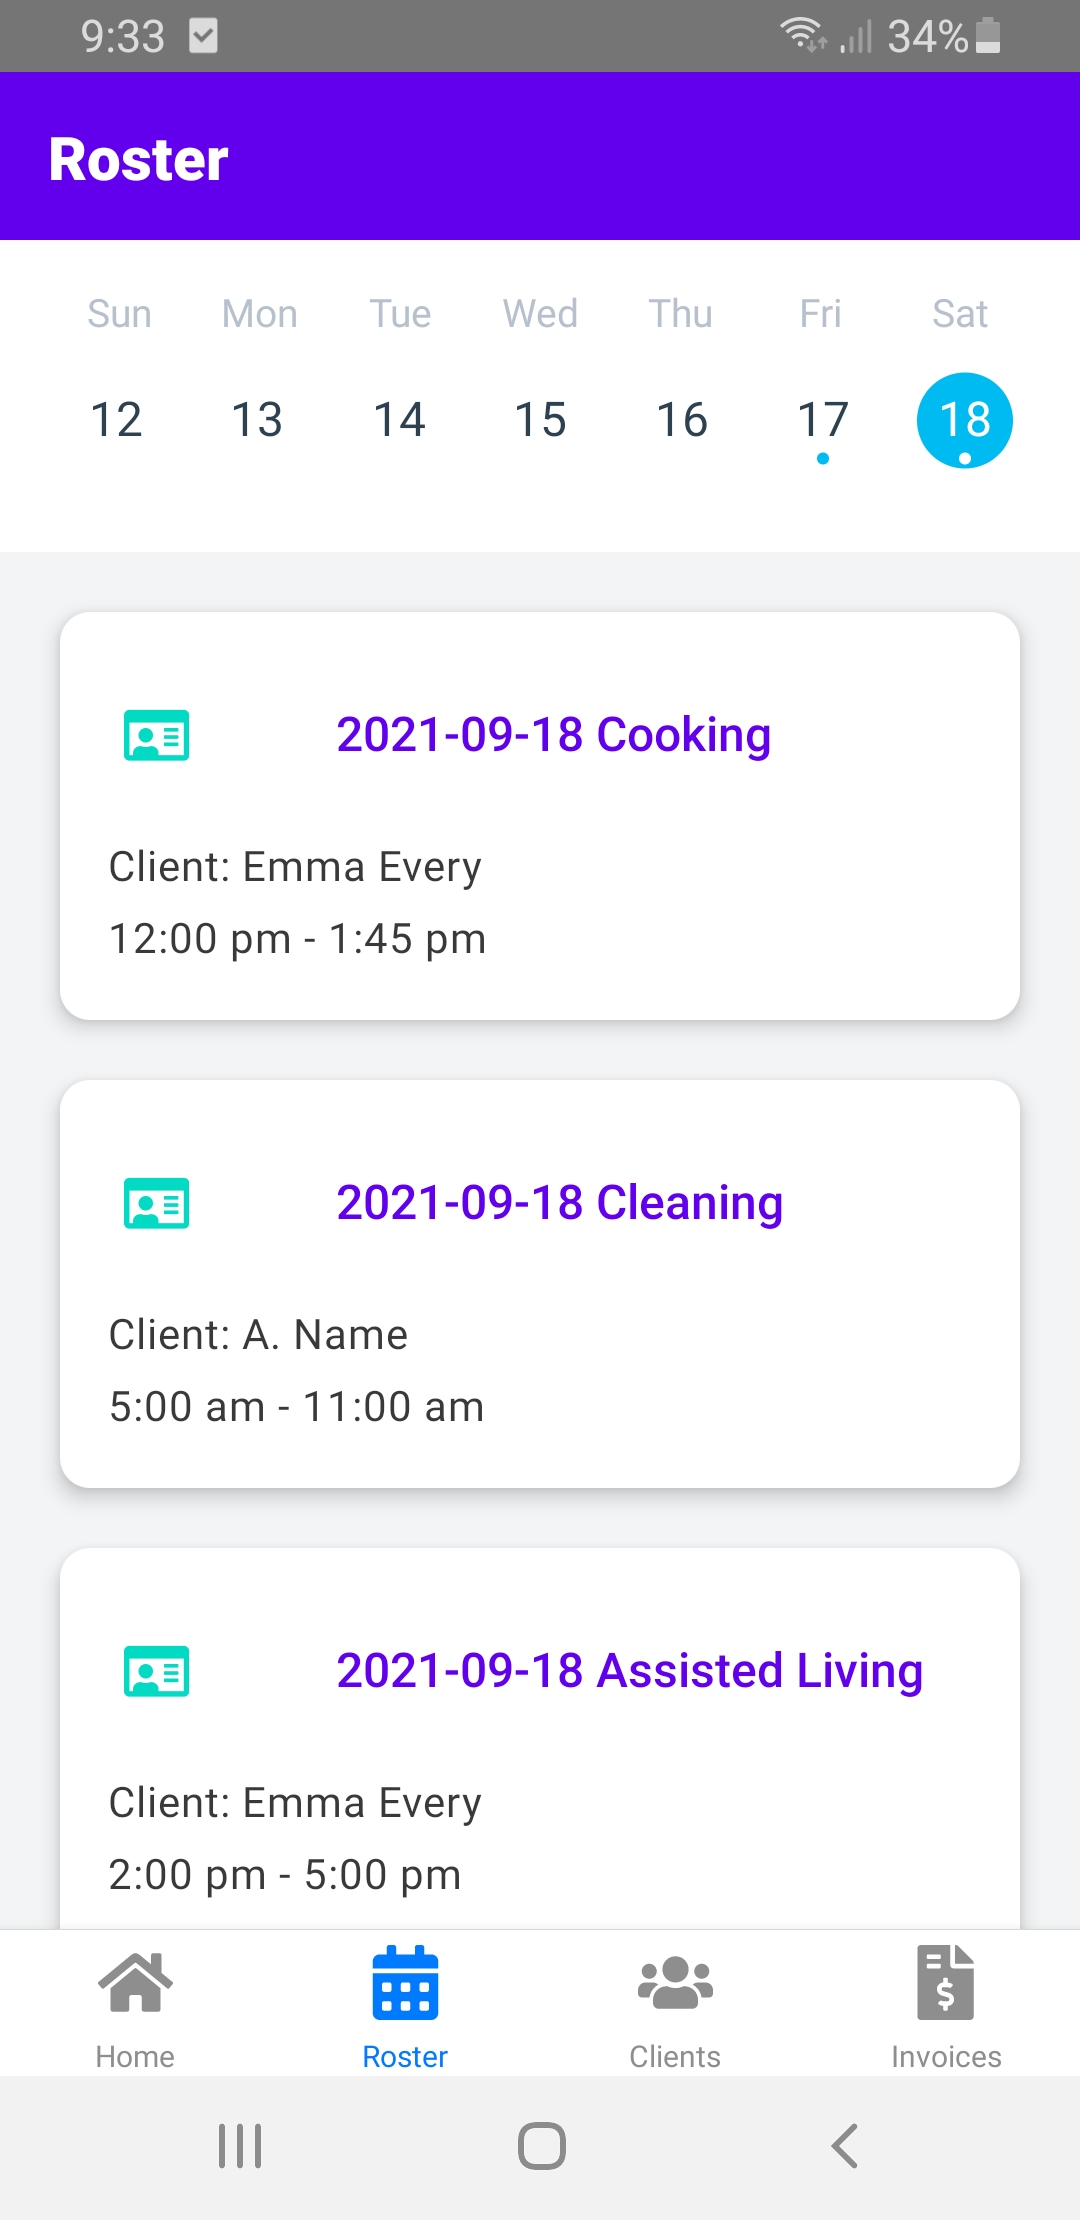 9:33 34%
Roster
Sun Mon Tue Wed Thu Fri Sat
12 13 14 15 16 17 18
2021-09-18 Cooking
Client: Emma Every
12:00 pm - 1:45 pm
2021-09-18 Cleaning
Client: A. Name
5:00 am - 11:00 am
2021-09-18 Assisted Living
Client: Emma Every
2:00 pm - 5:00 pm
Home Roster Clients Invoices